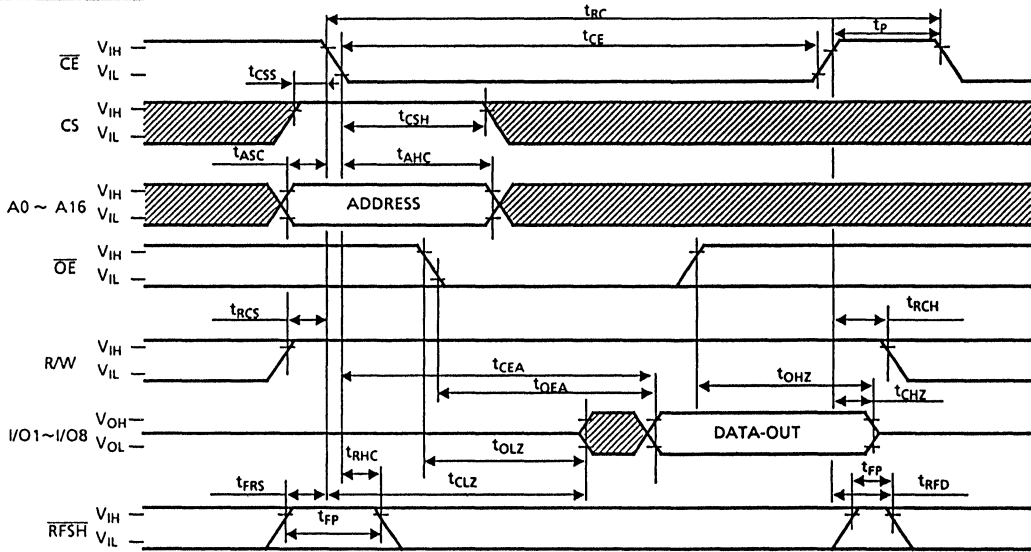 tRC
tP
tCE
CE VIH
VIL
tCSS
CS VIH
VIL
tCSH
tASC
tAHC
A0 ~ A16 VIH
VIL
ADDRESS
OE VIH
VIL
tRCS
tRCH
R/W VIH
VIL
tCEA
tOEA
tOHZ
tCHZ
I/O1~I/O8 VOH
VOL
DATA-OUT
tOLZ
tRHC
tCLZ
tFRS
tFP
tFP
tRFD
RFSH VIH
VIL